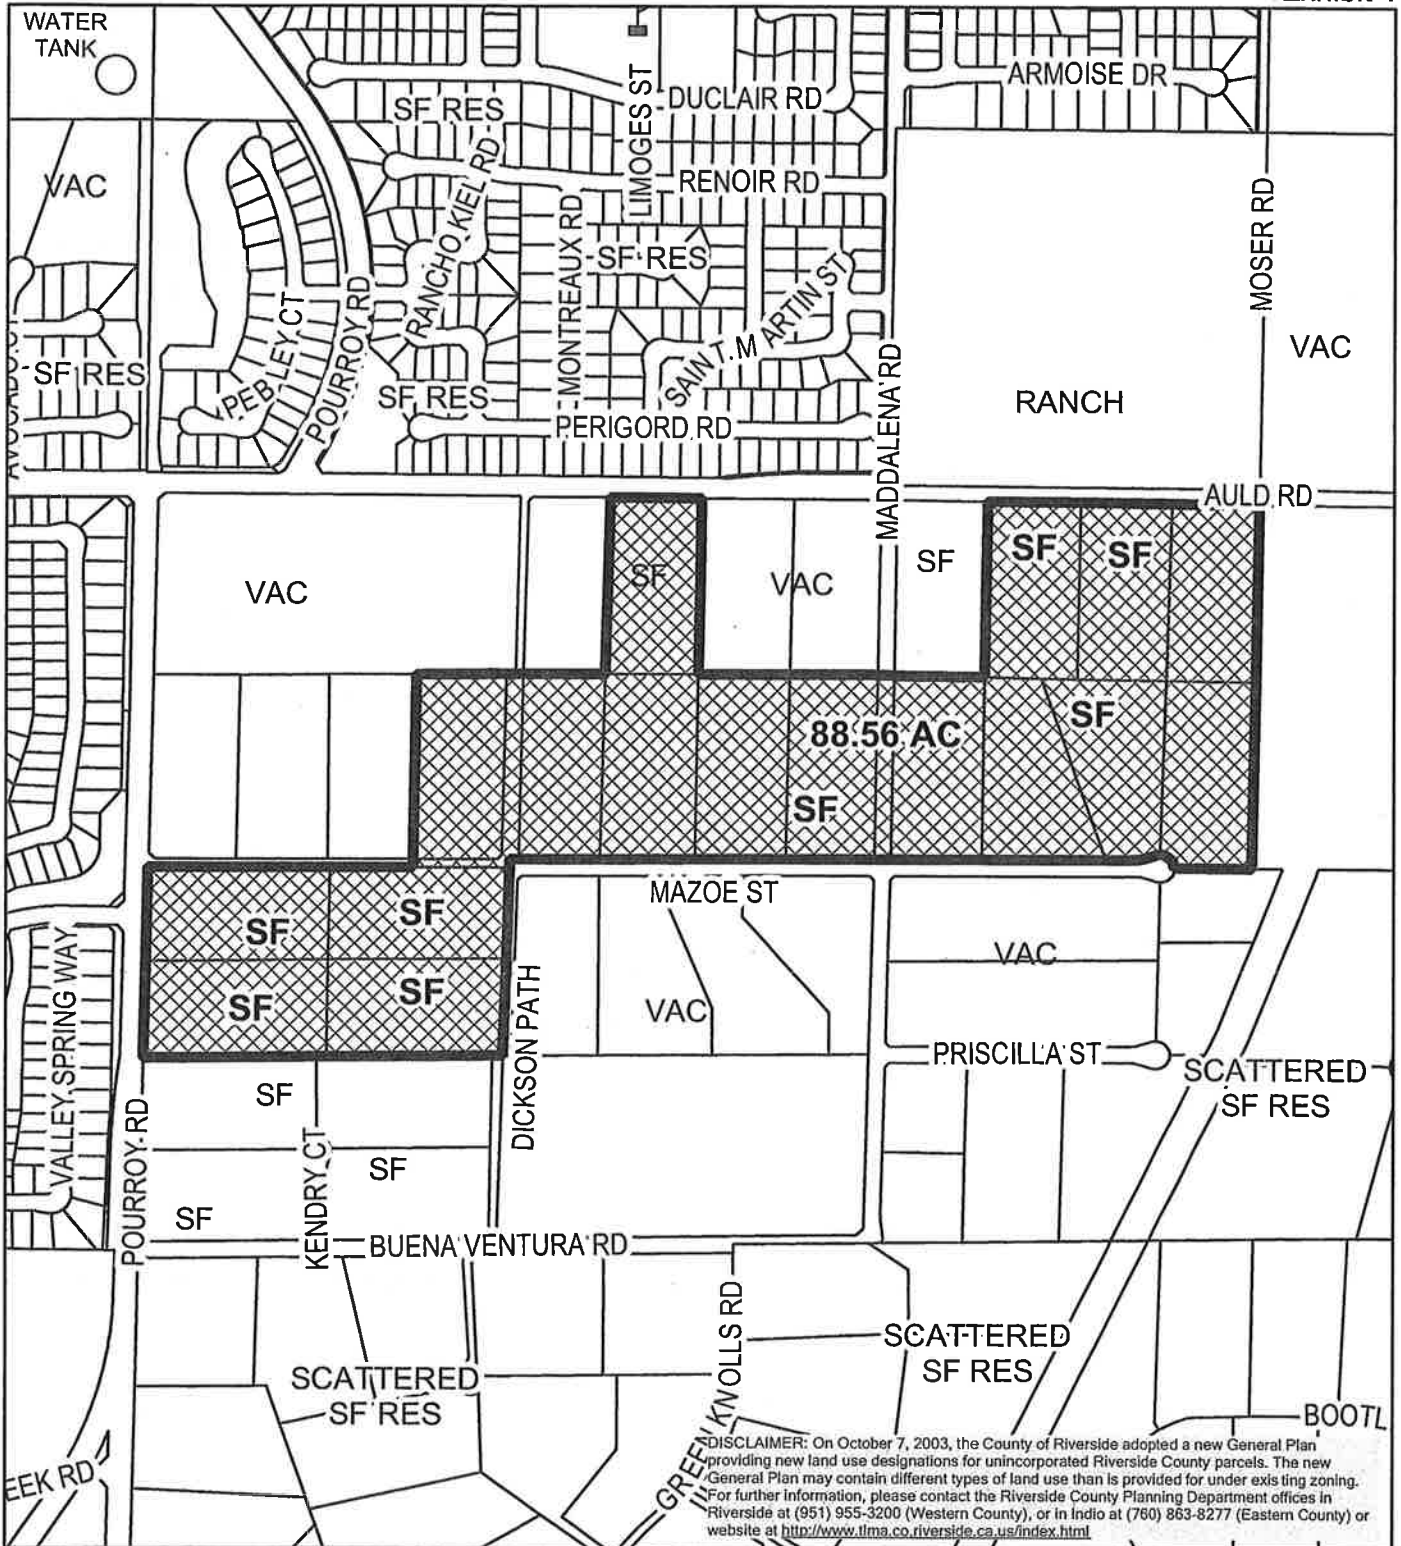 WATER
TANK
ARMOISE DR
LIMOGES ST
DUCLAIR RD
SF RES
VAC
RENOIR RD
RANCHO KIEL RD
MONTREAUX RD
SF RES
SAINT. MARTIN ST
MOSER RD
PEBLEY CT
POURROY RD
MADDALENA RD
VAC
SF RES
SF RES
RANCH
PERIGORD RD
AULD RD
VAC
SF
VAC
SF
SF
SF
SF
88.56 AC
SF
MAZOE ST
SF
SF
SF
SF
VAC
VAC
VALLEY SPRING WAY
DICKSON PATH
PRISCILLA ST
SCATTERED
SF RES
SF
POURROY RD
KENDRY CT
SF
SF
BUENA VENTURA RD
GREEN KNOLLS RD
SCATTERED
SF RES
SCATTERED
SF RES
BOOTL
EEK RD
DISCLAIMER: On October 7, 2003, the County of Riverside adopted a new General Plan
providing new land use designations for unincorporated Riverside County parcels. The new
General Plan may contain different types of land use than is provided for under existing zoning.
For further information, please contact the Riverside County Planning Department offices in
Riverside at (951) 955-3200 (Western County), or in Indio at (760) 863-8277 (Eastern County) or
website at http://www.tlma.co.riverside.ca.us/index.html